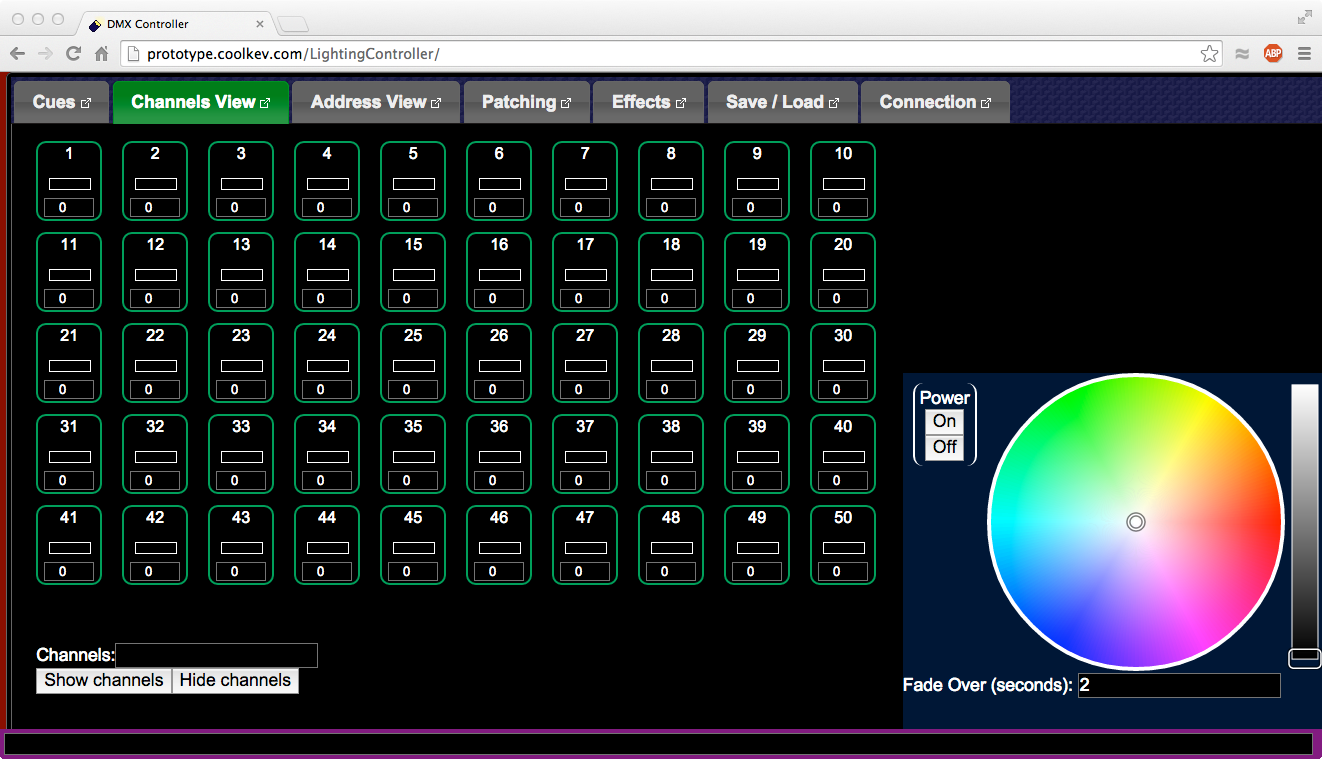 DMX Controller
prototype.coolkev.com/LightingController/
ABP
Cues Channels View Address View Patching Effects Save / Load Connection
1 2 3 4 5 6 7 8 9 10
0 0 0 0 0 0 0 0 0 0
11 12 13 14 15 16 17 18 19 20
0 0 0 0 0 0 0 0 0 0
21 22 23 24 25 26 27 28 29 30
0 0 0 0 0 0 0 0 0 0
31 32 33 34 35 36 37 38 39 40
0 0 0 0 0 0 0 0 0 0
41 42 43 44 45 46 47 48 49 50
0 0 0 0 0 0 0 0 0 0
Channels:
Show channels Hide channels
Power
On
Off
Fade Over (seconds): 2